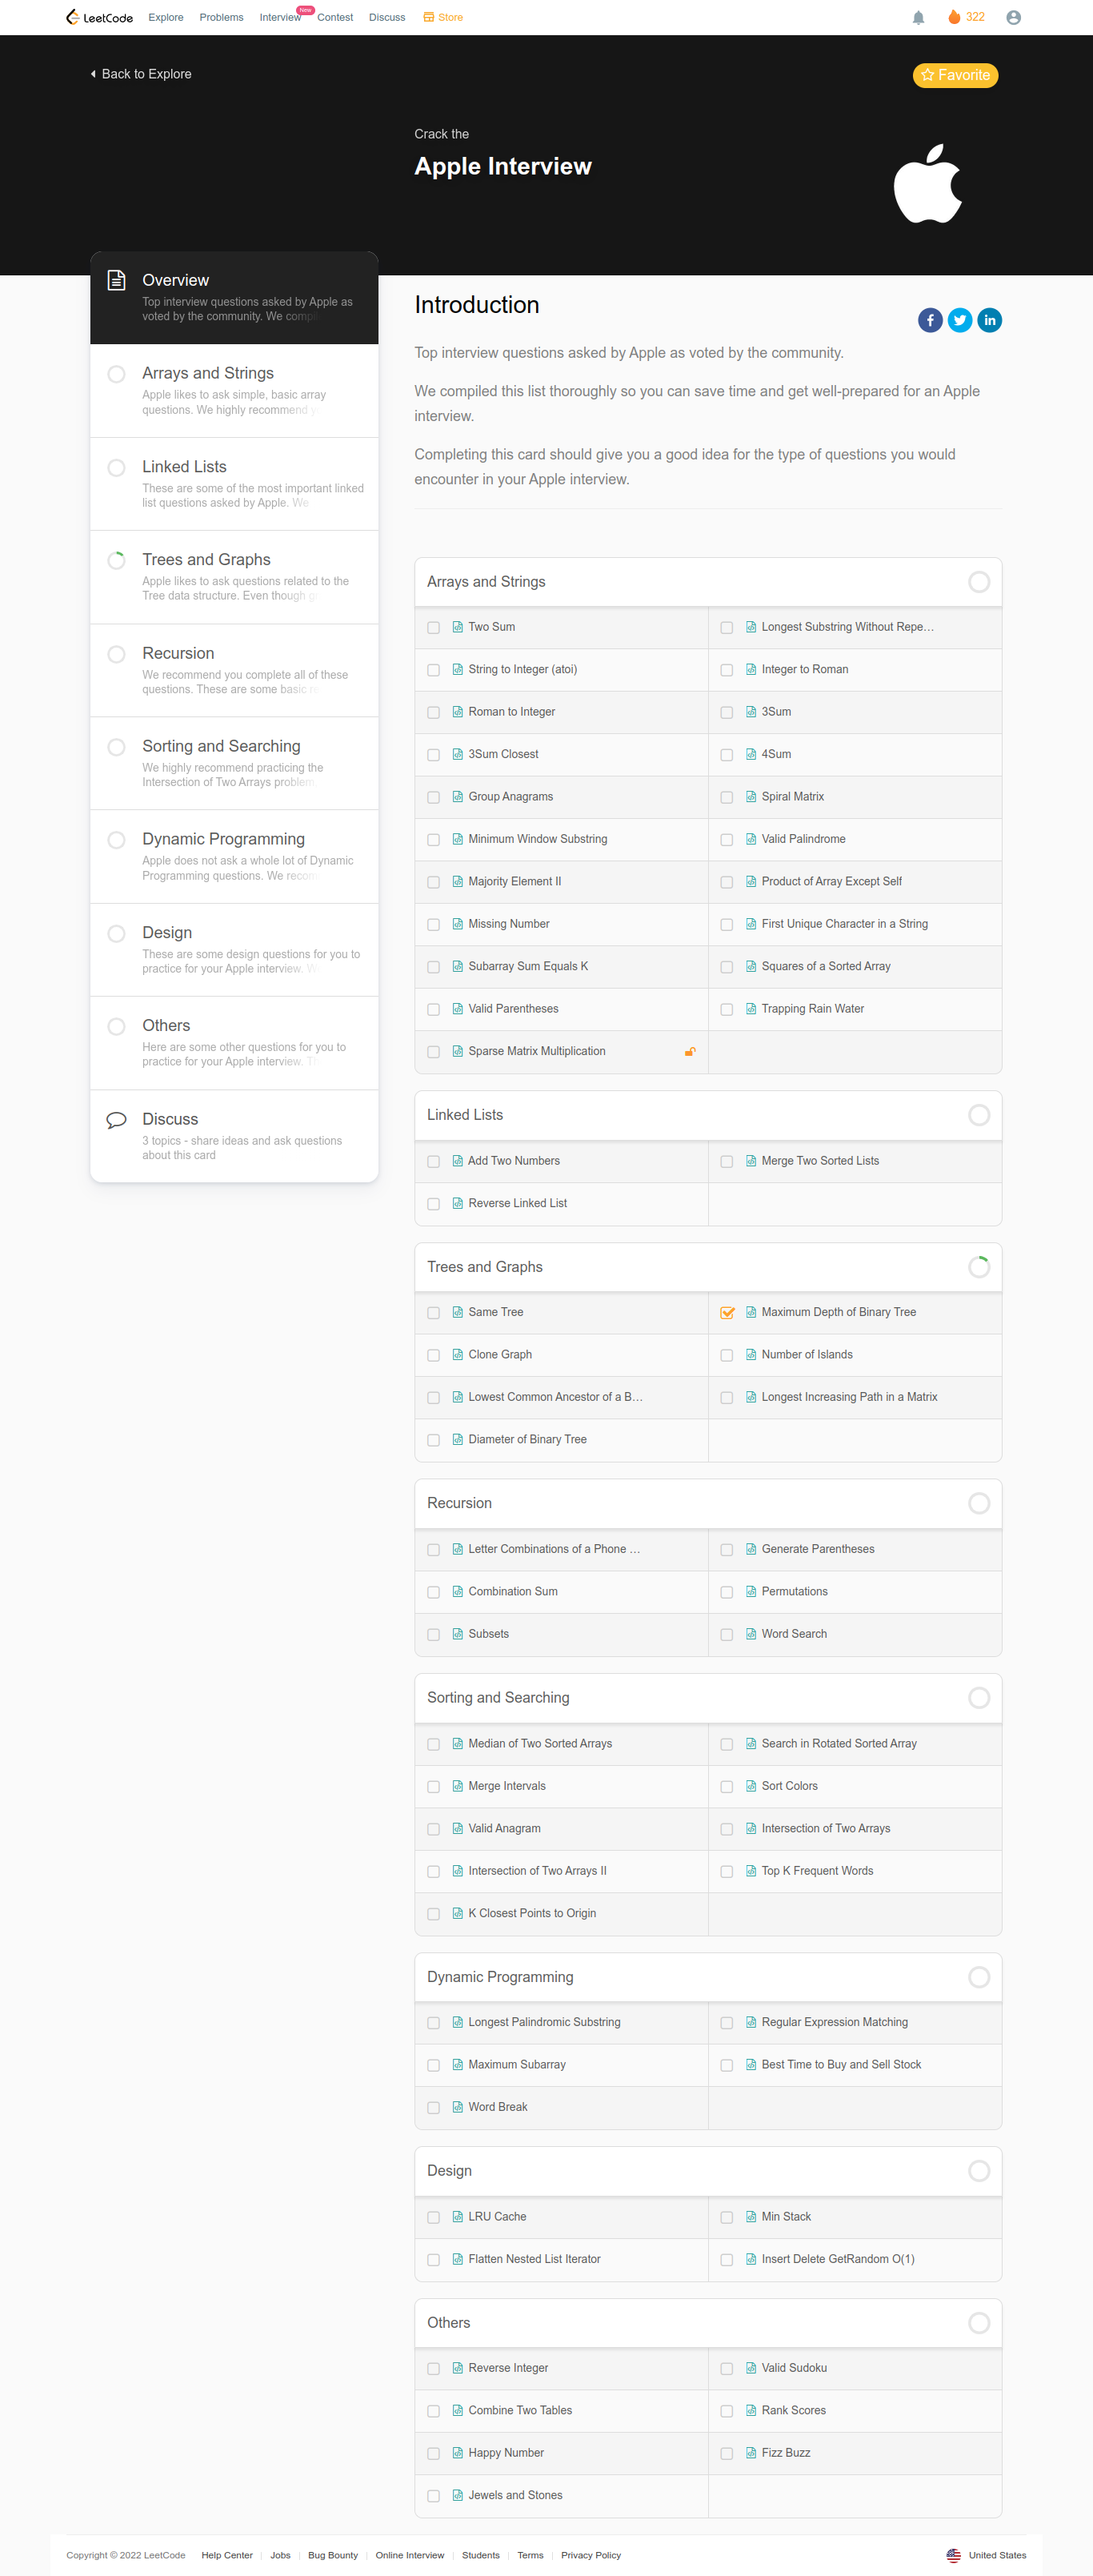 LeetCode
Explore
Problems
Interview
New
Contest
Discuss
Store
322
Back to Explore
Favorite
Crack the
Apple Interview
Overview
Top interview questions asked by Apple as
voted by the community. We compil
Arrays and Strings
Apple likes to ask simple, basic array
questions. We highly recommend y
Linked Lists
These are some of the most important linked
list questions asked by Apple. We
Trees and Graphs
Apple likes to ask questions related to the
Tree data structure. Even though gr
Recursion
We recommend you complete all of these
questions. These are some basic re
Sorting and Searching
We highly recommend practicing the
Intersection of Two Arrays problem
Dynamic Programming
Apple does not ask a whole lot of Dynamic
Programming questions. We recom
Design
These are some design questions for you to
practice for your Apple interview. W
Others
Here are some other questions for you to
practice for your Apple interview. Th
Discuss
3 topics - share ideas and ask questions
about this card
Introduction
Top interview questions asked by Apple as voted by the community.
We compiled this list thoroughly so you can save time and get well-prepared for an Apple
interview.
Completing this card should give you a good idea for the type of questions you would
encounter in your Apple interview.
Arrays and Strings
Two Sum
Longest Substring Without Repe…
String to Integer (atoi)
Integer to Roman
Roman to Integer
3Sum
3Sum Closest
4Sum
Group Anagrams
Spiral Matrix
Minimum Window Substring
Valid Palindrome
Majority Element II
Product of Array Except Self
Missing Number
First Unique Character in a String
Subarray Sum Equals K
Squares of a Sorted Array
Valid Parentheses
Trapping Rain Water
Sparse Matrix Multiplication
Linked Lists
Add Two Numbers
Merge Two Sorted Lists
Reverse Linked List
Trees and Graphs
Same Tree
Maximum Depth of Binary Tree
Clone Graph
Number of Islands
Lowest Common Ancestor of a B…
Longest Increasing Path in a Matrix
Diameter of Binary Tree
Recursion
Letter Combinations of a Phone …
Generate Parentheses
Combination Sum
Permutations
Subsets
Word Search
Sorting and Searching
Median of Two Sorted Arrays
Search in Rotated Sorted Array
Merge Intervals
Sort Colors
Valid Anagram
Intersection of Two Arrays
Intersection of Two Arrays II
Top K Frequent Words
K Closest Points to Origin
Dynamic Programming
Longest Palindromic Substring
Regular Expression Matching
Maximum Subarray
Best Time to Buy and Sell Stock
Word Break
Design
LRU Cache
Min Stack
Flatten Nested List Iterator
Insert Delete GetRandom O(1)
Others
Reverse Integer
Valid Sudoku
Combine Two Tables
Rank Scores
Happy Number
Fizz Buzz
Jewels and Stones
Copyright © 2022 LeetCode
Help Center
Jobs
Bug Bounty
Online Interview
Students
Terms
Privacy Policy
United States